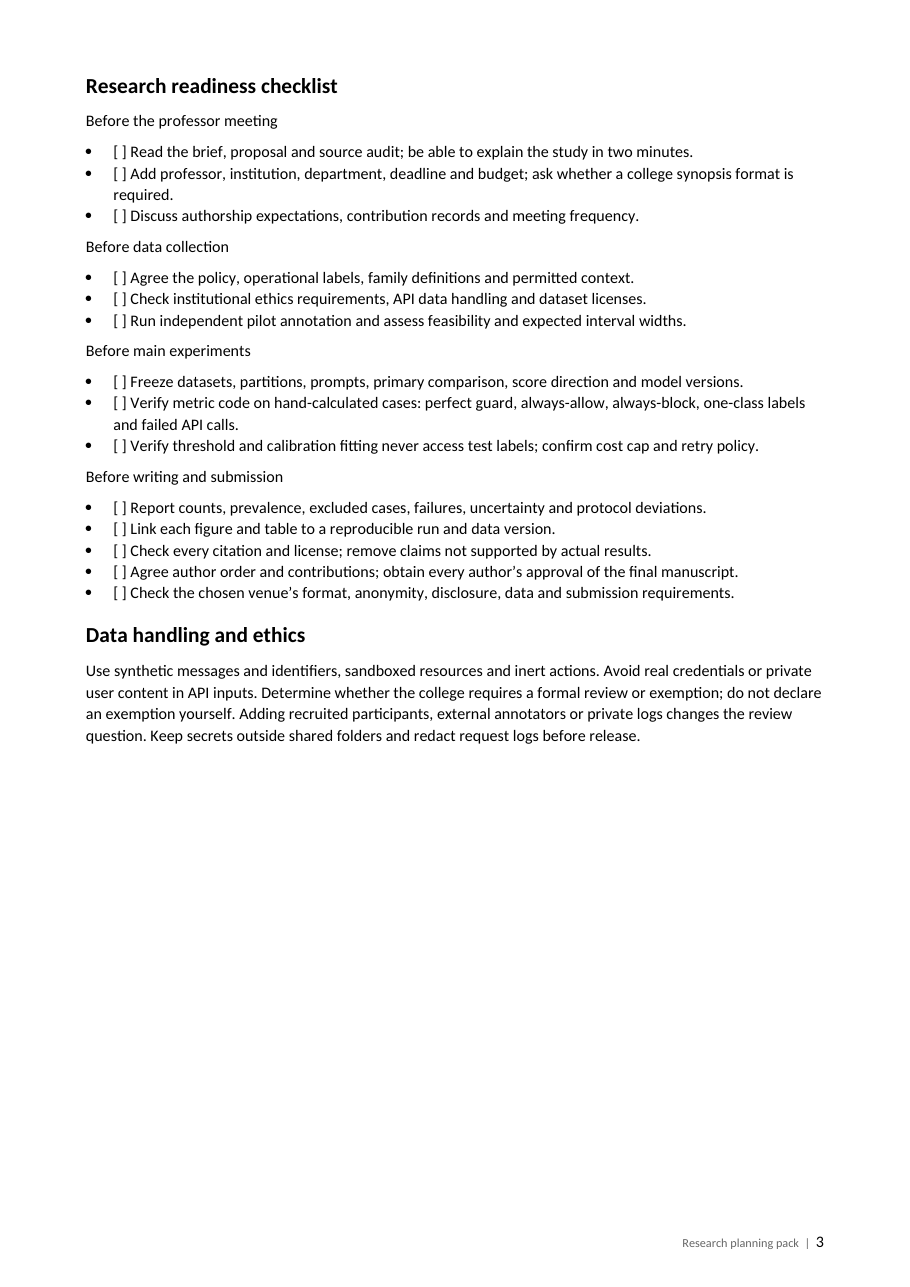 Research readiness checklist
Before the professor meeting
• [ ] Read the brief, proposal and source audit; be able to explain the study in two minutes.
• [ ] Add professor, institution, department, deadline and budget; ask whether a college synopsis format is
required.
• [ ] Discuss authorship expectations, contribution records and meeting frequency.
Before data collection
• [ ] Agree the policy, operational labels, family definitions and permitted context.
• [ ] Check institutional ethics requirements, API data handling and dataset licenses.
• [ ] Run independent pilot annotation and assess feasibility and expected interval widths.
Before main experiments
• [ ] Freeze datasets, partitions, prompts, primary comparison, score direction and model versions.
• [ ] Verify metric code on hand-calculated cases: perfect guard, always-allow, always-block, one-class labels
and failed API calls.
• [ ] Verify threshold and calibration fitting never access test labels; confirm cost cap and retry policy.
Before writing and submission
• [ ] Report counts, prevalence, excluded cases, failures, uncertainty and protocol deviations.
• [ ] Link each figure and table to a reproducible run and data version.
• [ ] Check every citation and license; remove claims not supported by actual results.
• [ ] Agree author order and contributions; obtain every author’s approval of the final manuscript.
• [ ] Check the chosen venue’s format, anonymity, disclosure, data and submission requirements.
Data handling and ethics
Use synthetic messages and identifiers, sandboxed resources and inert actions. Avoid real credentials or private
user content in API inputs. Determine whether the college requires a formal review or exemption; do not declare
an exemption yourself. Adding recruited participants, external annotators or private logs changes the review
question. Keep secrets outside shared folders and redact request logs before release.
Research planning pack | 3